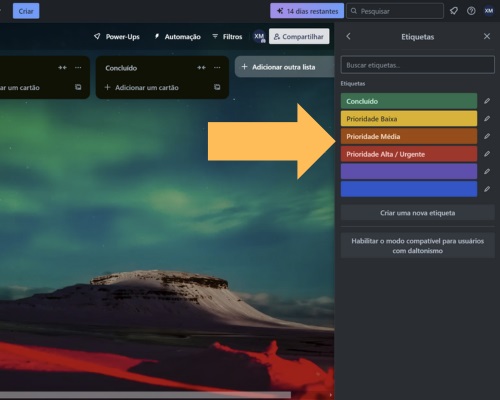 Criar
14 dias restantes
Pesquisar
XM
Power-Ups
Automação
Filtros
XM
Compartilhar
Etiquetas
ar um cartão
Concluído
Adicionar um cartão
Adicionar outra lista
Buscar etiquetas...
Etiquetas
Concluído
Prioridade Baixa
Prioridade Média
Prioridade Alta / Urgente
Criar uma nova etiqueta
Habilitar o modo compatível para usuários
com daltonismo